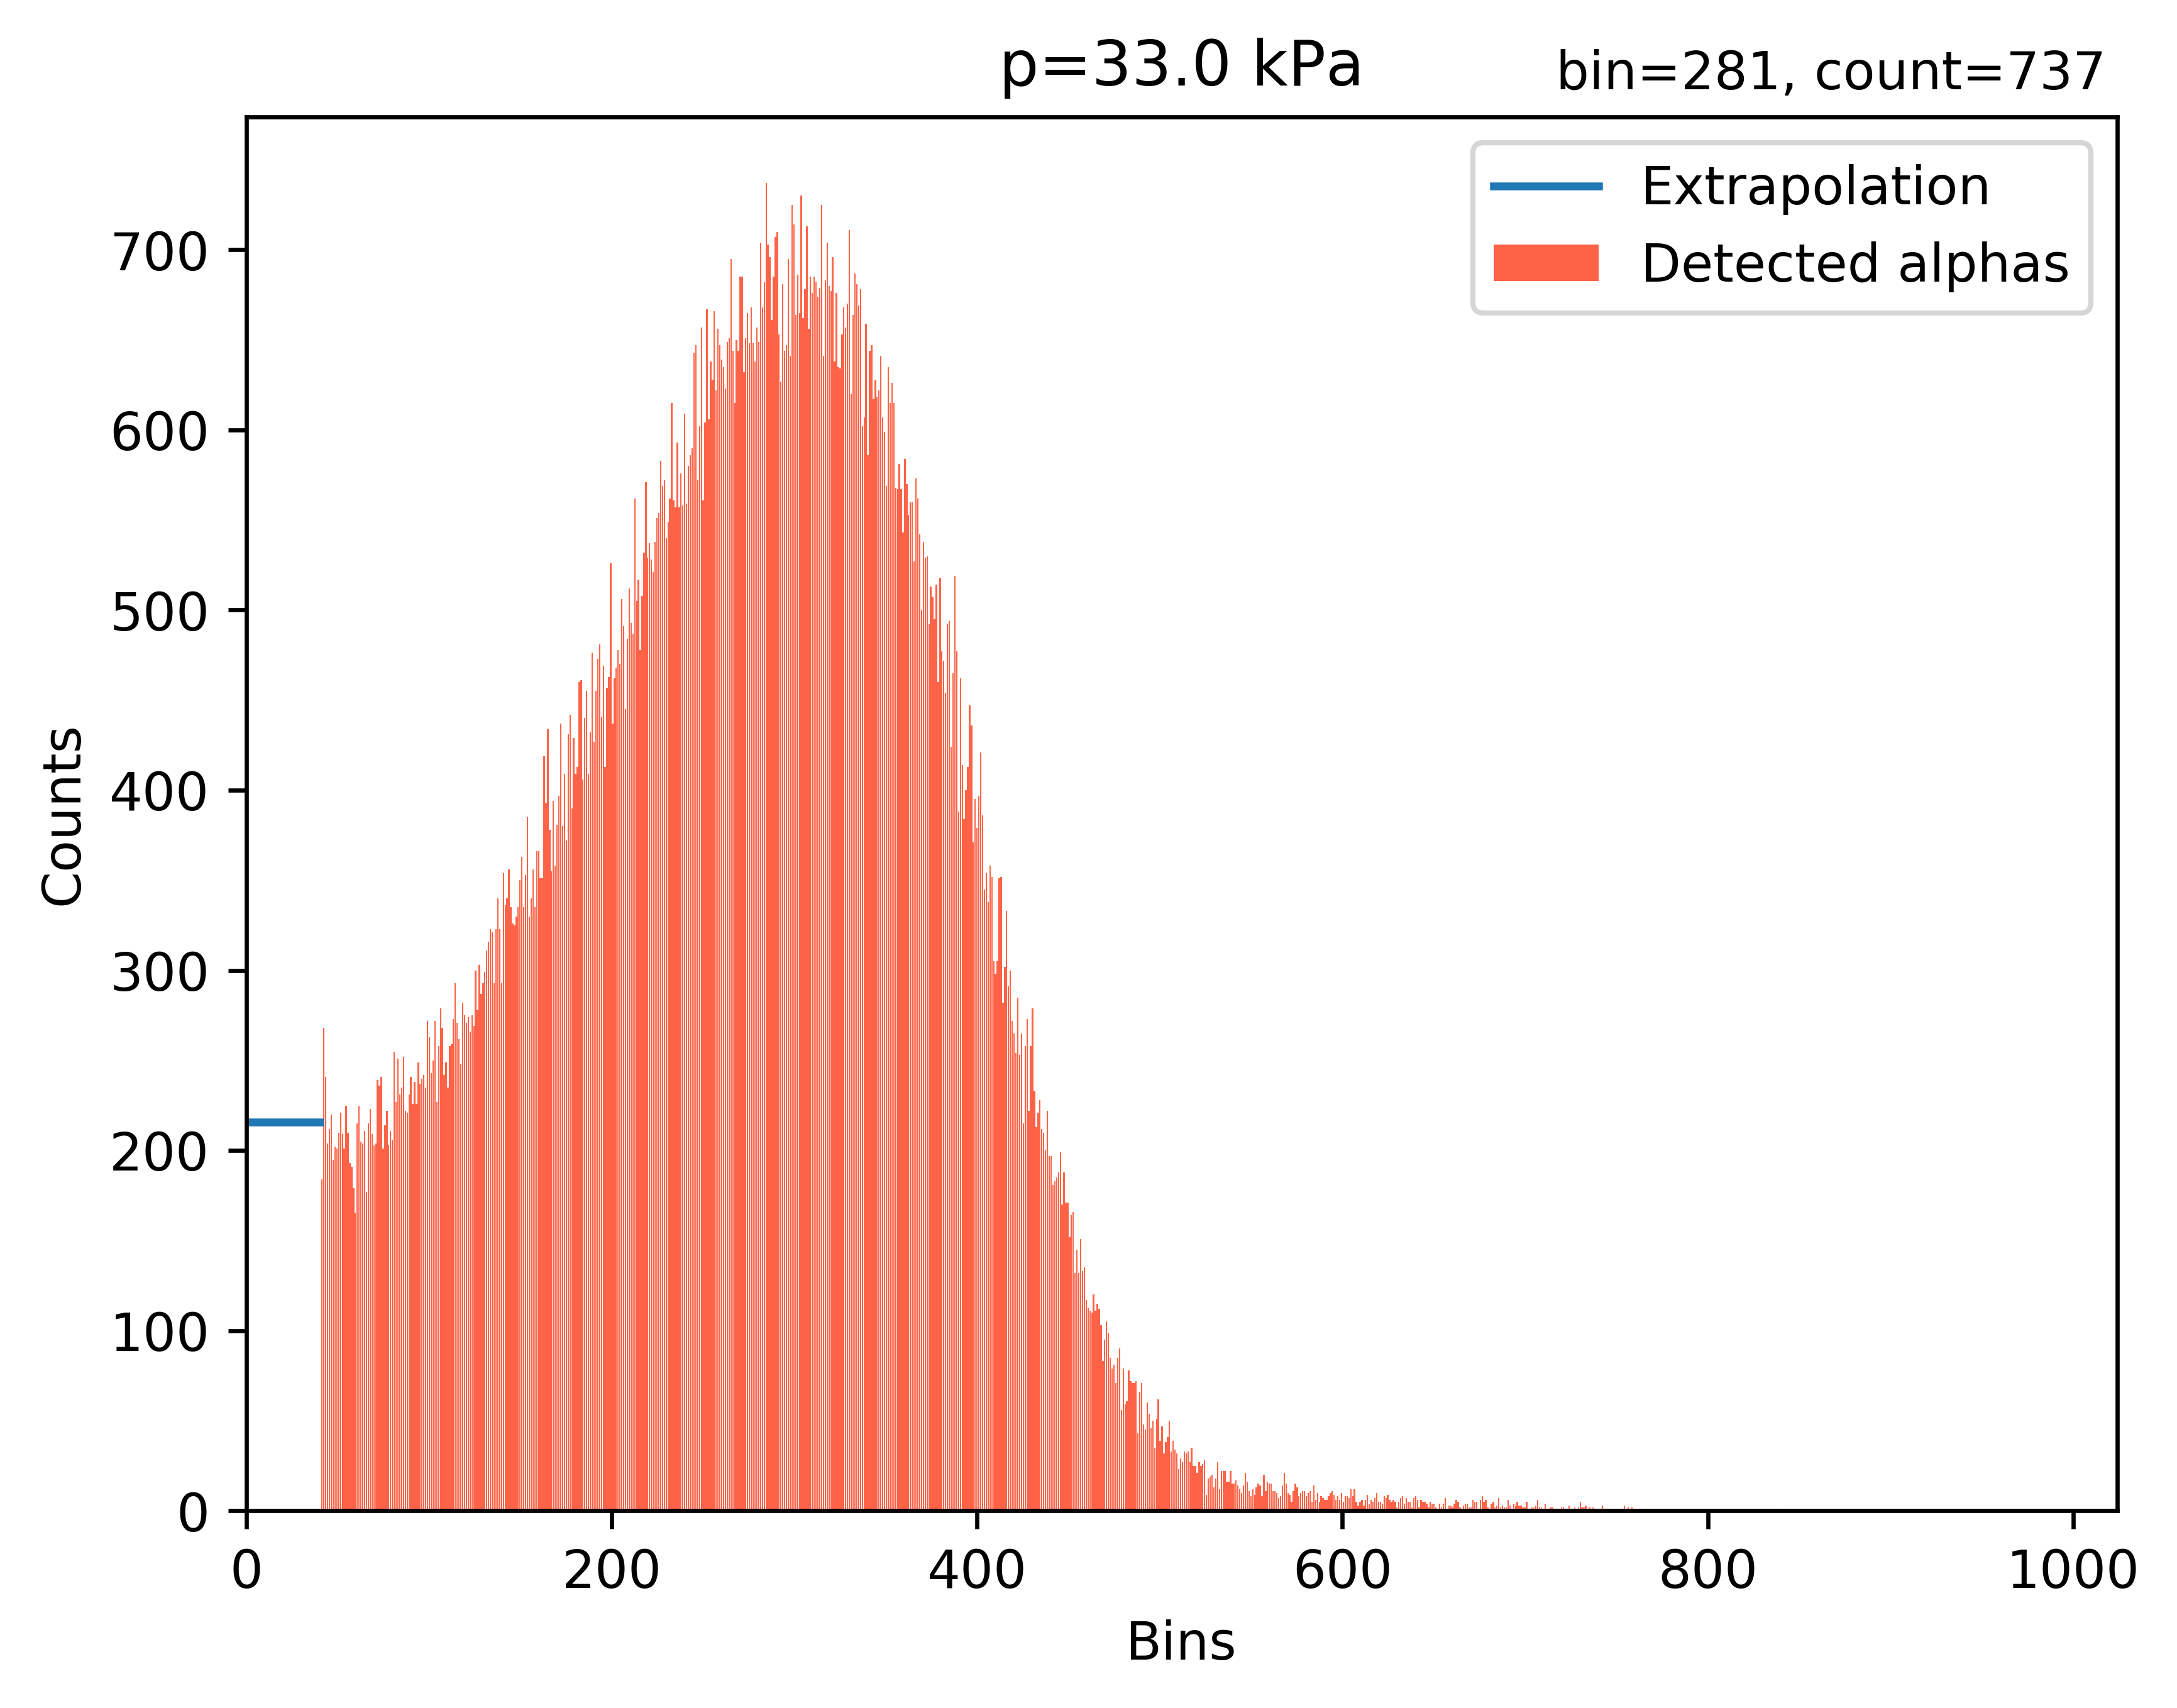 p=33.0 kPa
bin=281, count=737
Extrapolation
Detected alphas
Counts
700
600
500
400
300
200
100
0
0 200 400 600 800 1000
Bins